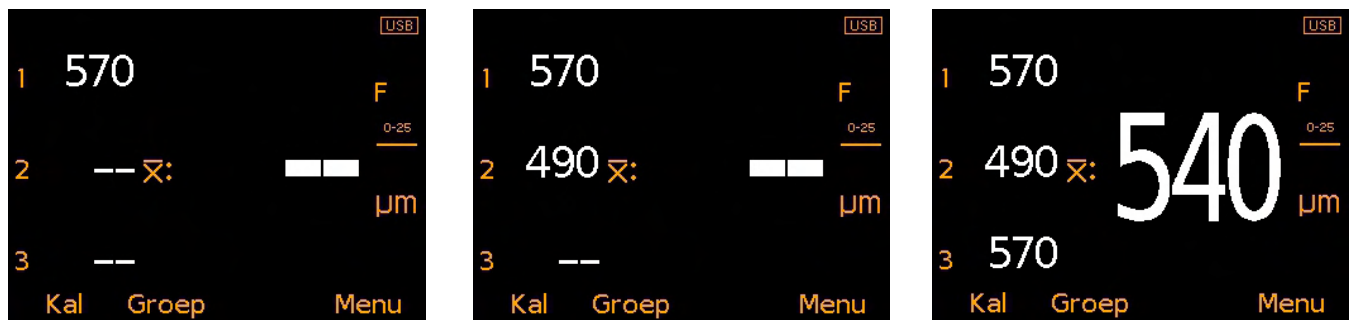 USB
1 570
F
0-25
2 -- x̅: --
µm
3 --
Kal Groep Menu
USB
1 570
F
0-25
2 490 x̅: --
µm
3 --
Kal Groep Menu
USB
1 570
F
0-25
2 490 x̅: 540
µm
3 570
Kal Groep Menu